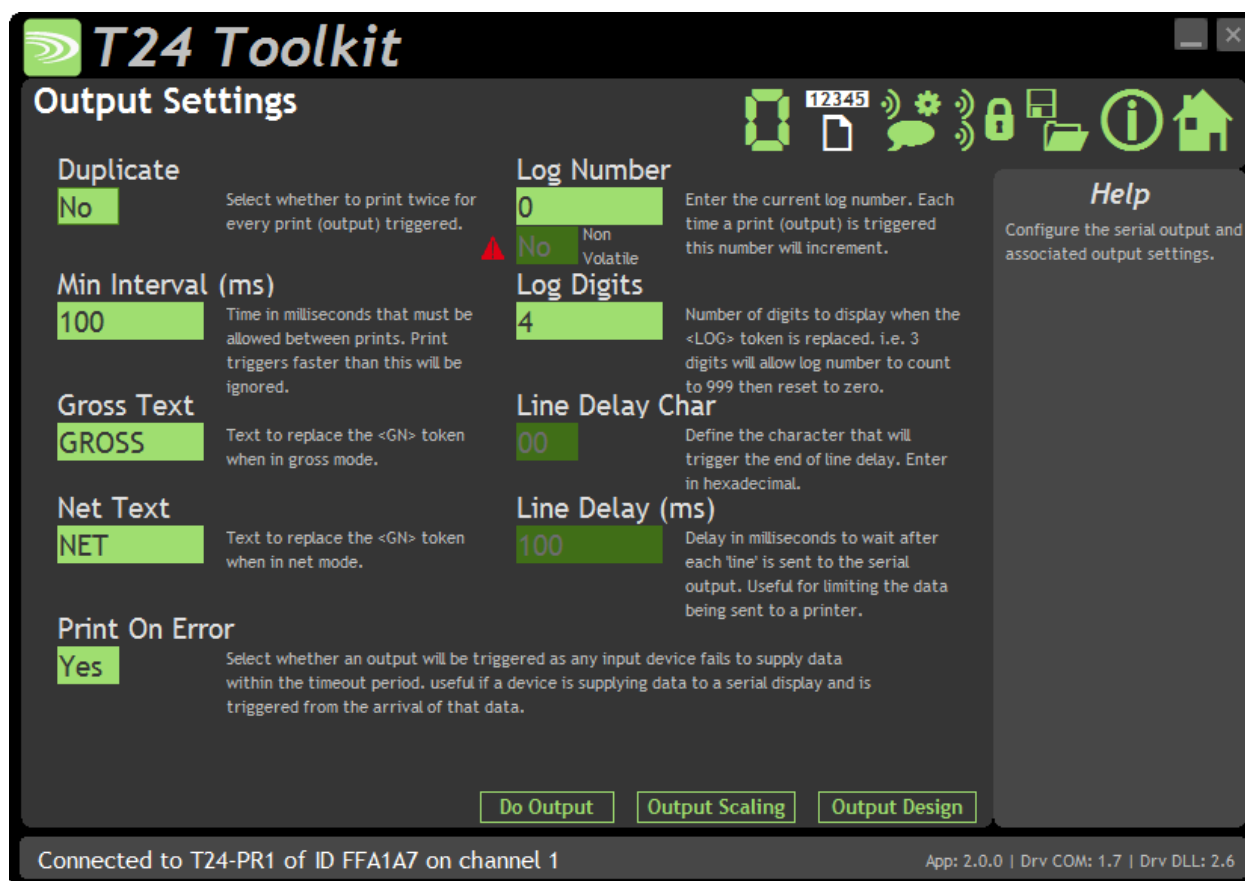 T24 Toolkit
Output Settings
12345
Duplicate
No
Select whether to print twice for
every print (output) triggered.
Log Number
0
No
Non
Volatile
Enter the current log number. Each
time a print (output) is triggered
this number will increment.
Min Interval (ms)
100
Time in milliseconds that must be
allowed between prints. Print
triggers faster than this will be
ignored.
Log Digits
4
Number of digits to display when the
<LOG> token is replaced. i.e. 3
digits will allow log number to count
to 999 then reset to zero.
Gross Text
GROSS
Text to replace the <GN> token
when in gross mode.
Line Delay Char
00
Define the character that will
trigger the end of line delay. Enter
in hexadecimal.
Net Text
NET
Text to replace the <GN> token
when in net mode.
Line Delay (ms)
100
Delay in milliseconds to wait after
each 'line' is sent to the serial
output. Useful for limiting the data
being sent to a printer.
Print On Error
Yes
Select whether an output will be triggered as any input device fails to supply data
within the timeout period. useful if a device is supplying data to a serial display and is
triggered from the arrival of that data.
Do Output
Output Scaling
Output Design
Help
Configure the serial output and
associated output settings.
Connected to T24-PR1 of ID FFA1A7 on channel 1
App: 2.0.0 | Drv COM: 1.7 | Drv DLL: 2.6